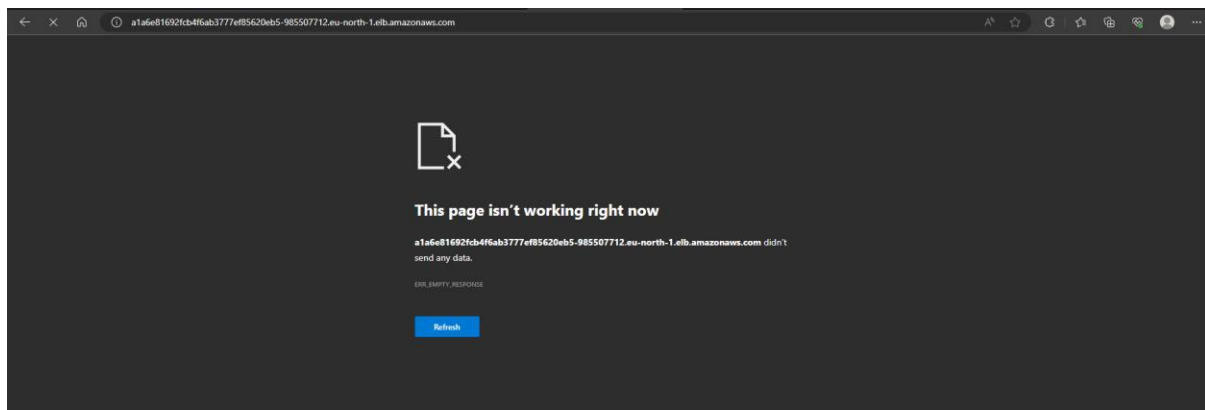 a1a6e81692fcb4f6ab3777ef85620eb5-985507712.eu-north-1.elb.amazonaws.com
This page isn't working right now
a1a6e81692fcb4f6ab3777ef85620eb5-985507712.eu-north-1.elb.amazonaws.com didn't
send any data.
ERR_EMPTY_RESPONSE
Refresh